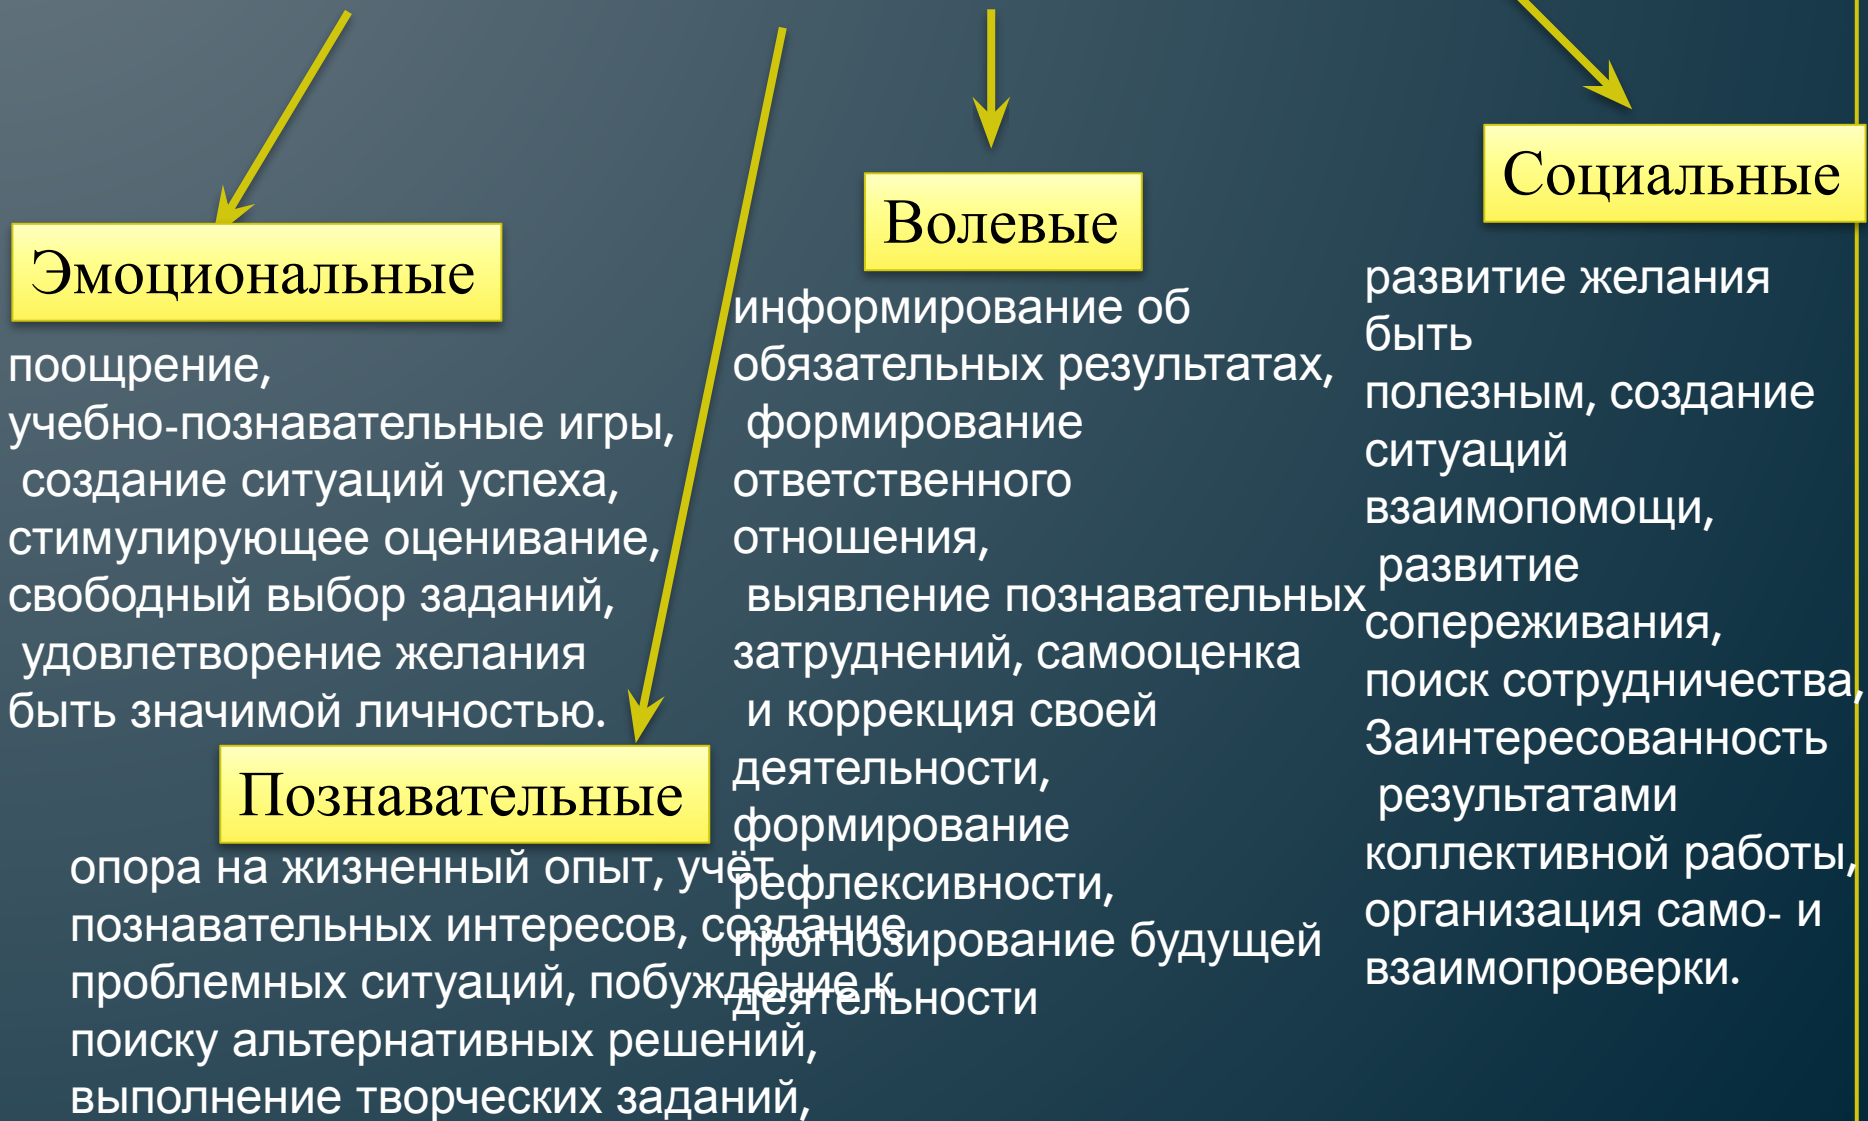 Эмоциональные
поощрение,
учебно-познавательные игры,
создание ситуаций успеха,
стимулирующее оценивание,
свободный выбор заданий,
удовлетворение желания
быть значимой личностью.
Познавательные
опора на жизненный опыт, учёт
познавательных интересов, создание
проблемных ситуаций, побуждение к
поиску альтернативных решений,
выполнение творческих заданий,
Волевые
информирование об
обязательных результатах,
формирование
ответственного
отношения,
выявление познавательных
затруднений, самооценка
и коррекция своей
деятельности,
формирование
рефлексивности,
прогнозирование будущей
деятельности
Социальные
развитие желания
быть
полезным, создание
ситуаций
взаимопомощи,
развитие
сопереживания,
поиск сотрудничества,
Заинтересованность
результатами
коллективной работы,
организация само- и
взаимопроверки.